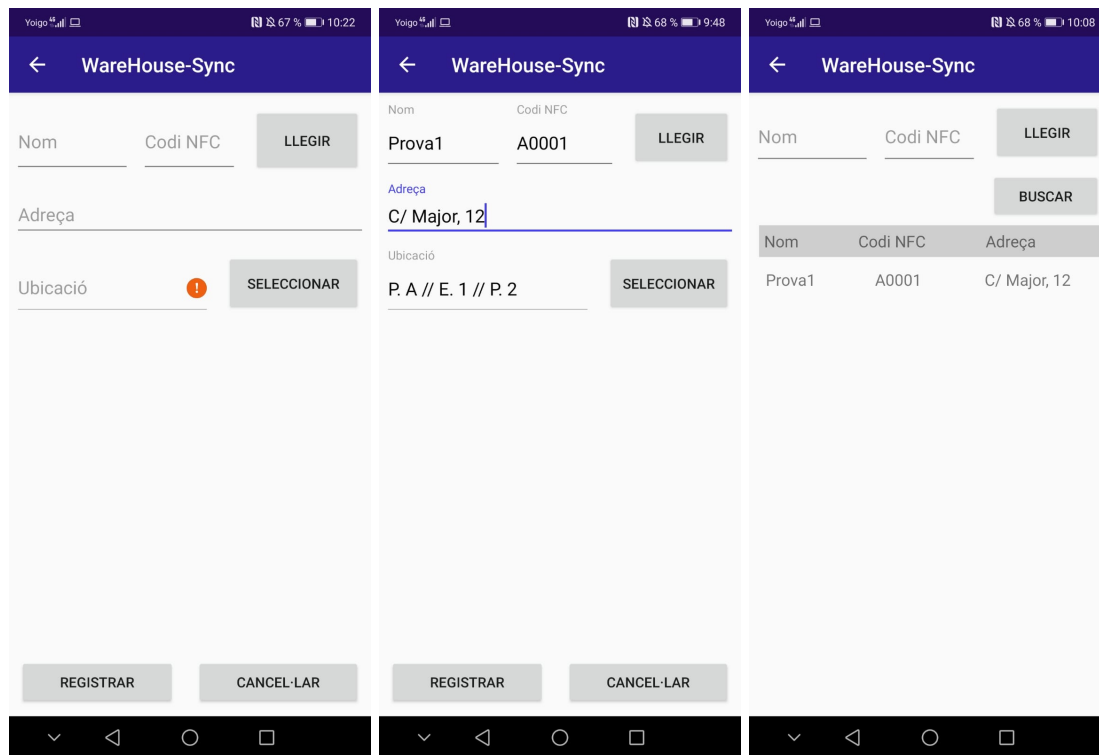 Yoigo 4G 67 % 10:22
WareHouse-Sync
Nom Codi NFC LLEGIR
Adreça
Ubicació ! SELECCIONAR
REGISTRAR CANCEL·LAR
Yoigo 4G 68 % 9:48
WareHouse-Sync
Nom Codi NFC
Prova1 A0001 LLEGIR
Adreça
C/ Major, 12
Ubicació
P. A // E. 1 // P. 2 SELECCIONAR
REGISTRAR CANCEL·LAR
Yoigo 4G 68 % 10:08
WareHouse-Sync
Nom Codi NFC LLEGIR
BUSCAR
Nom Codi NFC Adreça
Prova1 A0001 C/ Major, 12